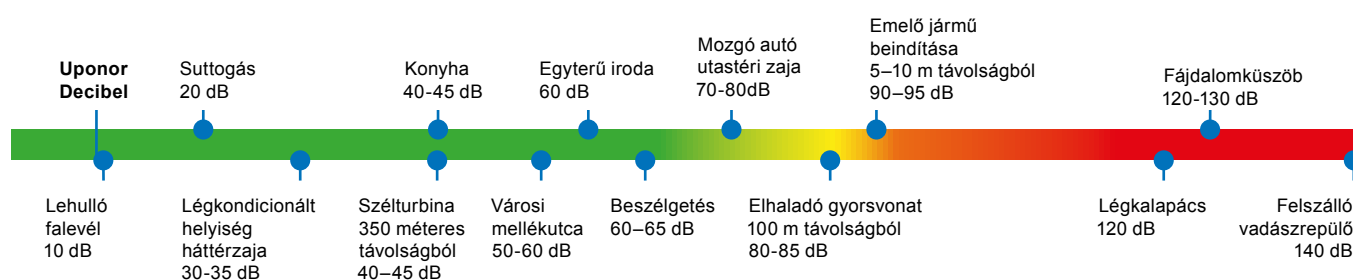 Uponor
Decibel
Suttogás
20 dB
Konyha
40-45 dB
Egyterű iroda
60 dB
Mozgó autó
utastéri zaja
70-80dB
Emelő jármű
beindítása
5–10 m távolságból
90–95 dB
Fájdalomküszöb
120-130 dB
Lehulló
falevél
10 dB
Légkondicionált
helyiség
háttérzaja
30-35 dB
Szélturbina
350 méteres
távolságból
40–45 dB
Városi
mellékutca
50-60 dB
Beszélgetés
60–65 dB
Elhaladó gyorsvonat
100 m távolságból
80-85 dB
Légkalapács
120 dB
Felszálló
vadászrepülő
140 dB